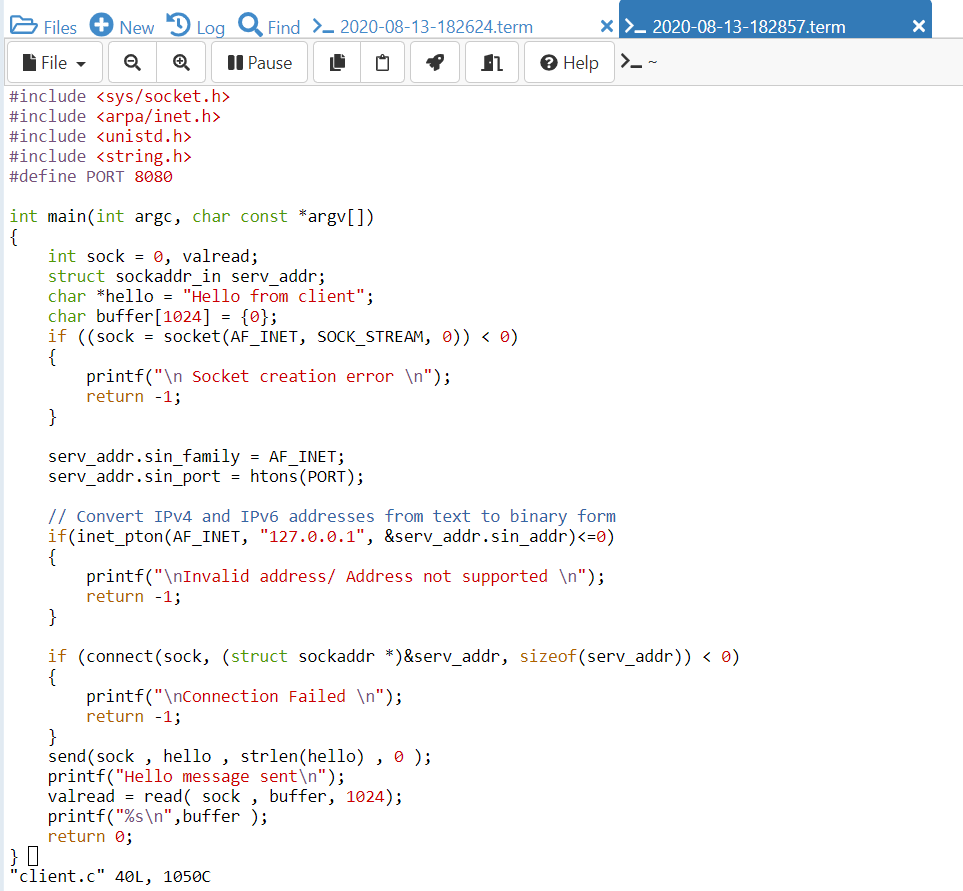 Files New Log Find 2020-08-13-182624.term × 2020-08-13-182857.term ×
File Pause Help ~
#include <sys/socket.h>
#include <arpa/inet.h>
#include <unistd.h>
#include <string.h>
#define PORT 8080

int main(int argc, char const *argv[])
{
    int sock = 0, valread;
    struct sockaddr_in serv_addr;
    char *hello = "Hello from client";
    char buffer[1024] = {0};
    if ((sock = socket(AF_INET, SOCK_STREAM, 0)) < 0)
    {
        printf("\n Socket creation error \n");
        return -1;
    }

    serv_addr.sin_family = AF_INET;
    serv_addr.sin_port = htons(PORT);

    // Convert IPv4 and IPv6 addresses from text to binary form
    if(inet_pton(AF_INET, "127.0.0.1", &serv_addr.sin_addr)<=0)
    {
        printf("\nInvalid address/ Address not supported \n");
        return -1;
    }

    if (connect(sock, (struct sockaddr *)&serv_addr, sizeof(serv_addr)) < 0)
    {
        printf("\nConnection Failed \n");
        return -1;
    }
    send(sock , hello , strlen(hello) , 0 );
    printf("Hello message sent\n");
    valread = read( sock , buffer, 1024);
    printf("%s\n",buffer );
    return 0;
}
"client.c" 40L, 1050C